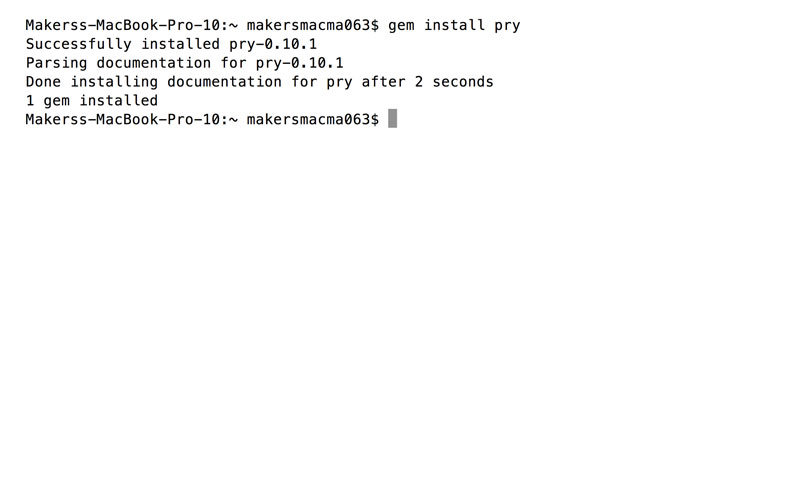 Makerss-MacBook-Pro-10:~ makersmacma063$ gem install pry
Successfully installed pry-0.10.1
Parsing documentation for pry-0.10.1
Done installing documentation for pry after 2 seconds
1 gem installed
Makerss-MacBook-Pro-10:~ makersmacma063$